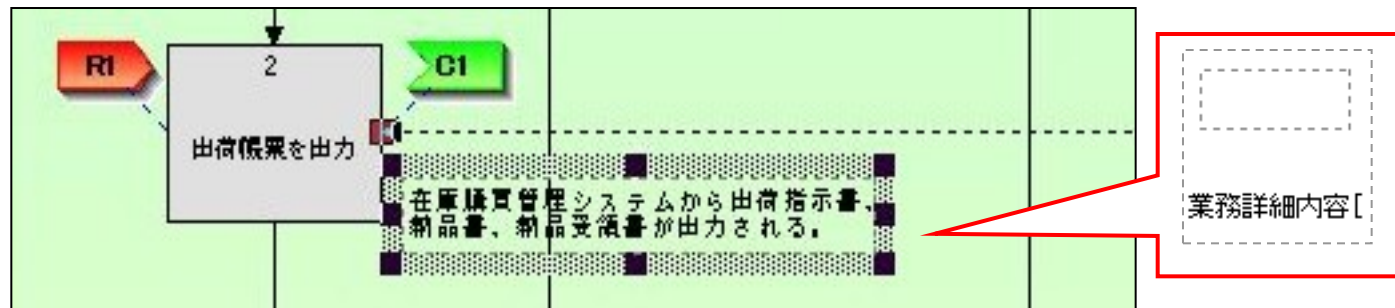 R1
2
C1
出荷帳票を出力
在庫購買管理システムから出荷指示書、
納品書、納品受領書が出力される。
業務詳細内容[